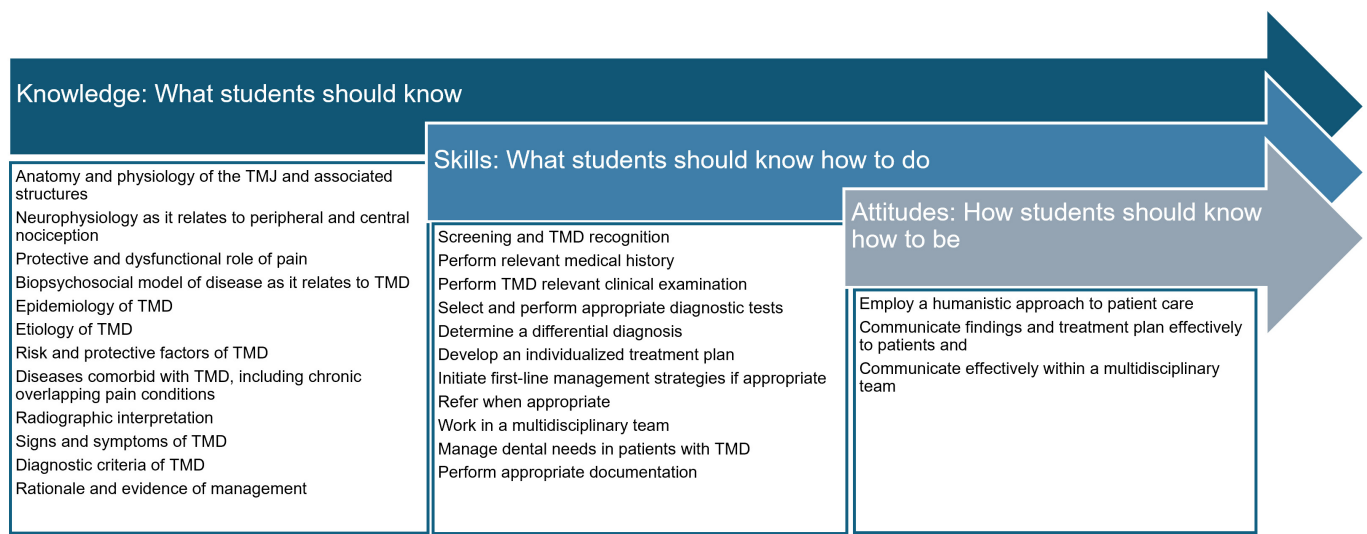 Knowledge: What students should know
Anatomy and physiology of the TMJ and associated
structures
Neurophysiology as it relates to peripheral and central
nociception
Protective and dysfunctional role of pain
Biopsychosocial model of disease as it relates to TMD
Epidemiology of TMD
Etiology of TMD
Risk and protective factors of TMD
Diseases comorbid with TMD, including chronic
overlapping pain conditions
Radiographic interpretation
Signs and symptoms of TMD
Diagnostic criteria of TMD
Rationale and evidence of management
Skills: What students should know how to do
Screening and TMD recognition
Perform relevant medical history
Perform TMD relevant clinical examination
Select and perform appropriate diagnostic tests
Determine a differential diagnosis
Develop an individualized treatment plan
Initiate first-line management strategies if appropriate
Refer when appropriate
Work in a multidisciplinary team
Manage dental needs in patients with TMD
Perform appropriate documentation
Attitudes: How students should know
how to be
Employ a humanistic approach to patient care
Communicate findings and treatment plan effectively
to patients and
Communicate effectively within a multidisciplinary
team